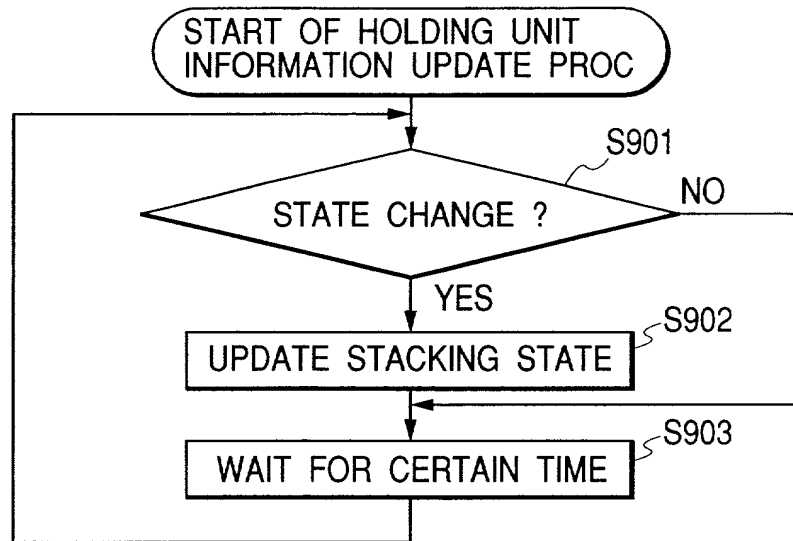 START OF HOLDING UNIT
INFORMATION UPDATE PROC
S901
STATE CHANGE ?
NO
YES
S902
UPDATE STACKING STATE
S903
WAIT FOR CERTAIN TIME